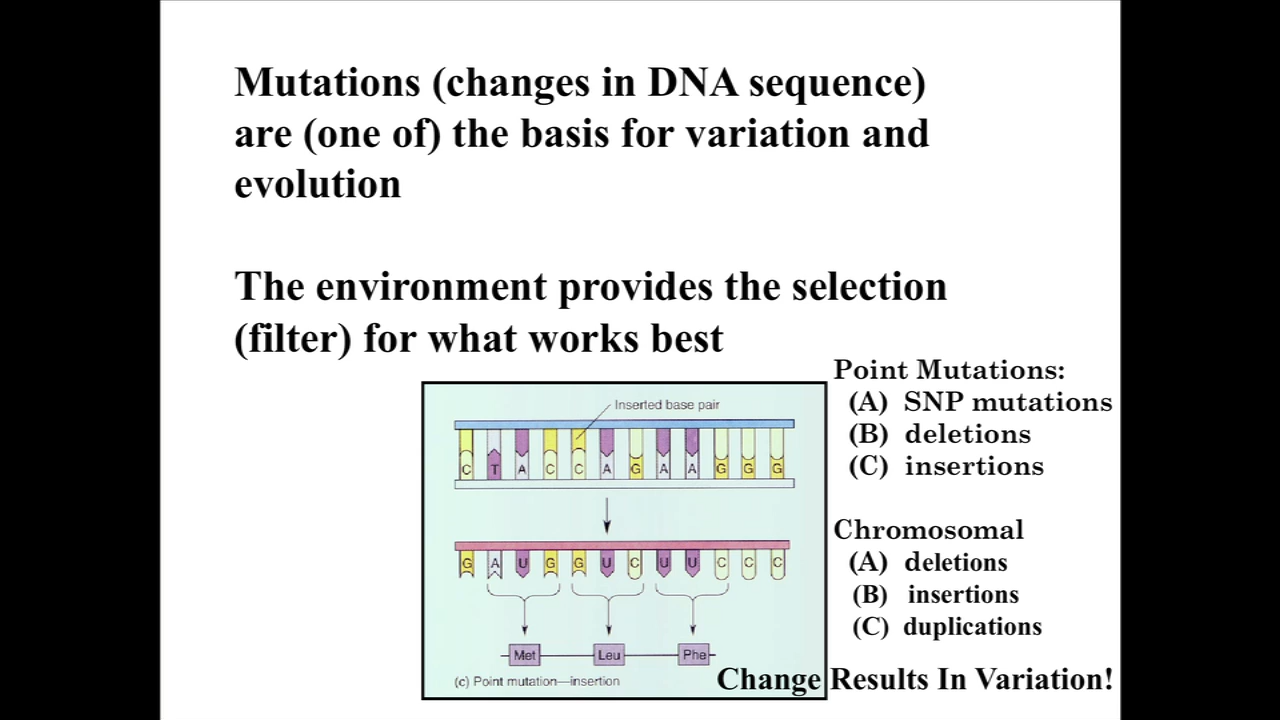 Mutations (changes in DNA sequence)
are (one of) the basis for variation and
evolution
The environment provides the selection
(filter) for what works best
Point Mutations:
(A) SNP mutations
(B) deletions
(C) insertions
Chromosomal
(A) deletions
(B) insertions
(C) duplications
Inserted base pair
C T A C C A G A A G G G
G A U G G U C U U C C C
Met Leu Phe
(c) Point mutation—insertion
Change Results In Variation!